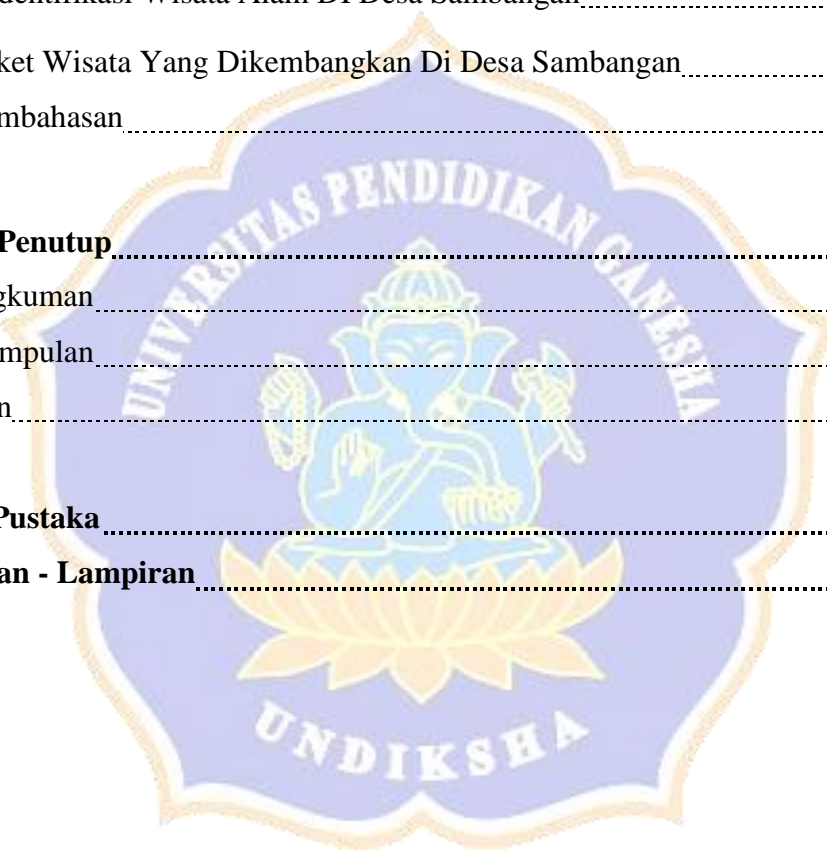 dentifikasi Wisata Alam DI Desa Sambangan
ket Wisata Yang Dikembangkan Di Desa Sambangan
mbahasan
UNIVERSITAS PENDIDIKAN GANESHA
Penutup
gkuman
mpulan
n
Pustaka
an - Lampiran
UNDIKSHA